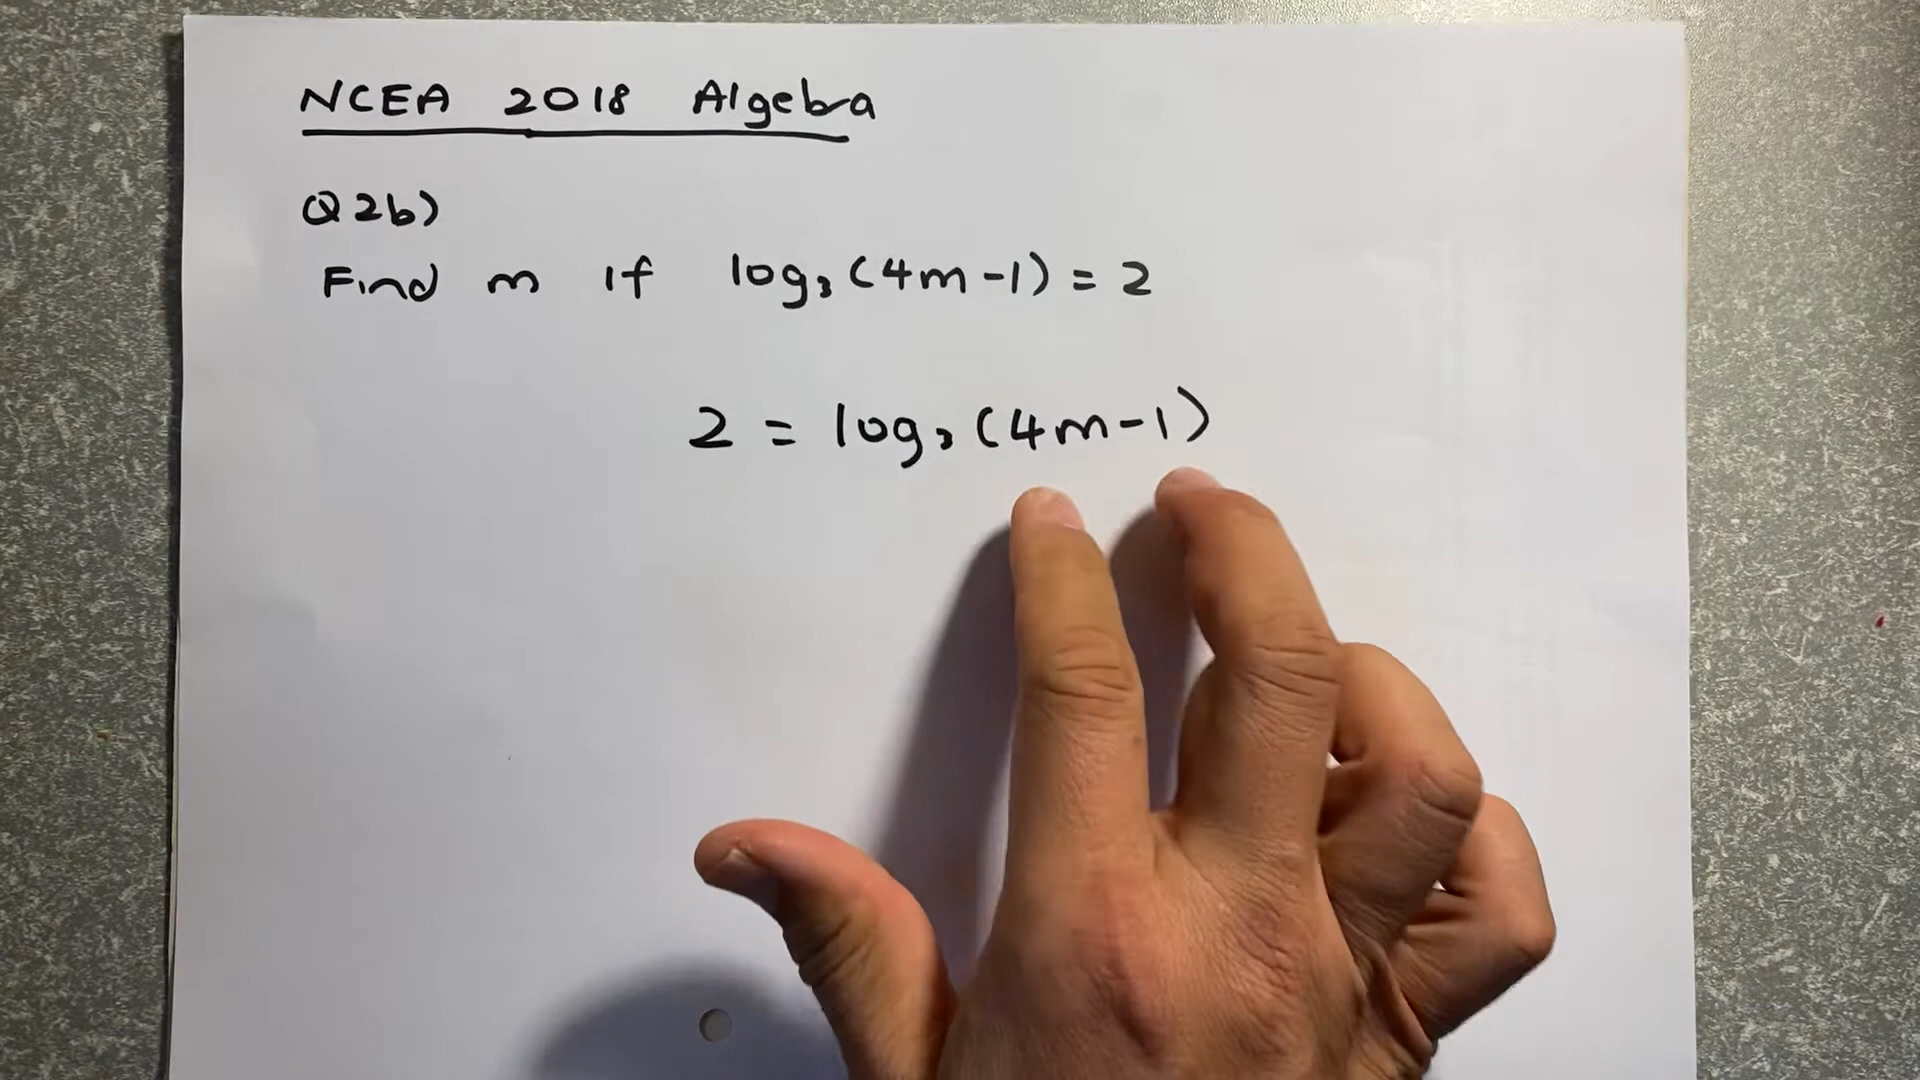 NCEA 2018 Algebra
Q2b)
Find m if log₃(4m-1) = 2
2 = log₃(4m-1)